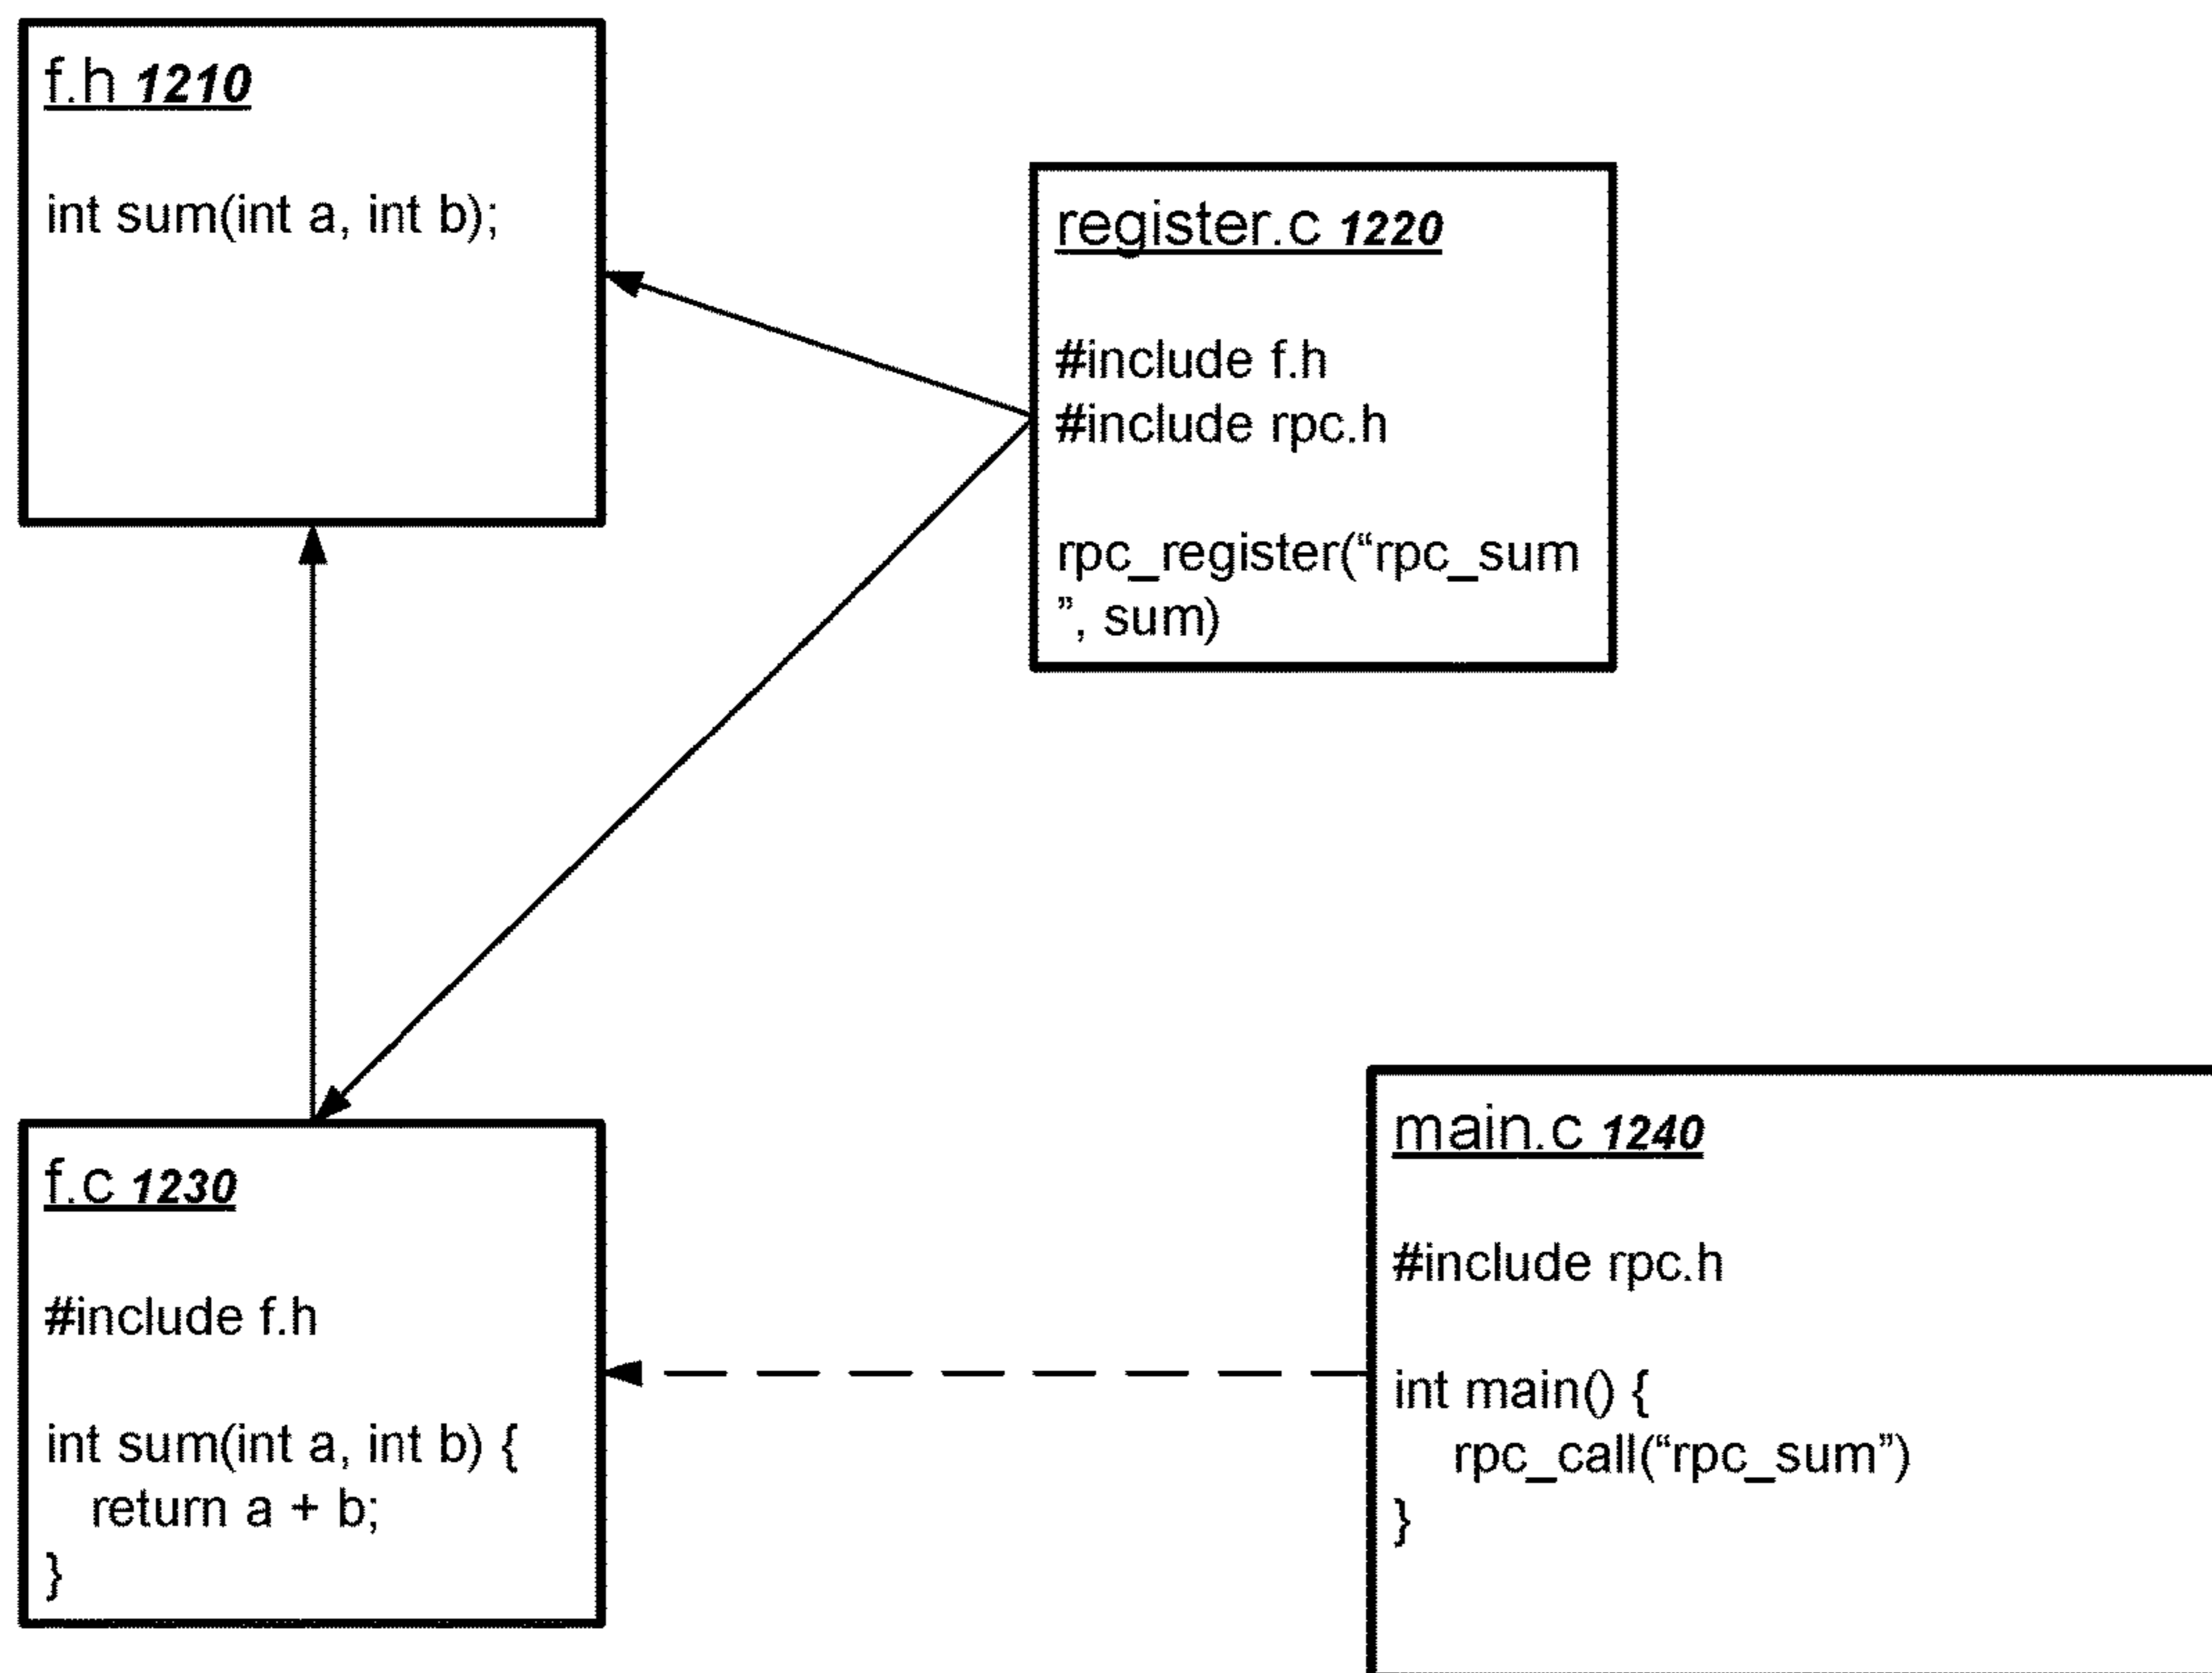 f.h 1210
int sum(int a, int b);
register.c 1220
#include f.h
#include rpc.h
rpc_register(“rpc_sum
”, sum)
f.c 1230
#include f.h
int sum(int a, int b) {
return a + b;
}
main.c 1240
#include rpc.h
int main() {
rpc_call(“rpc_sum”)
}